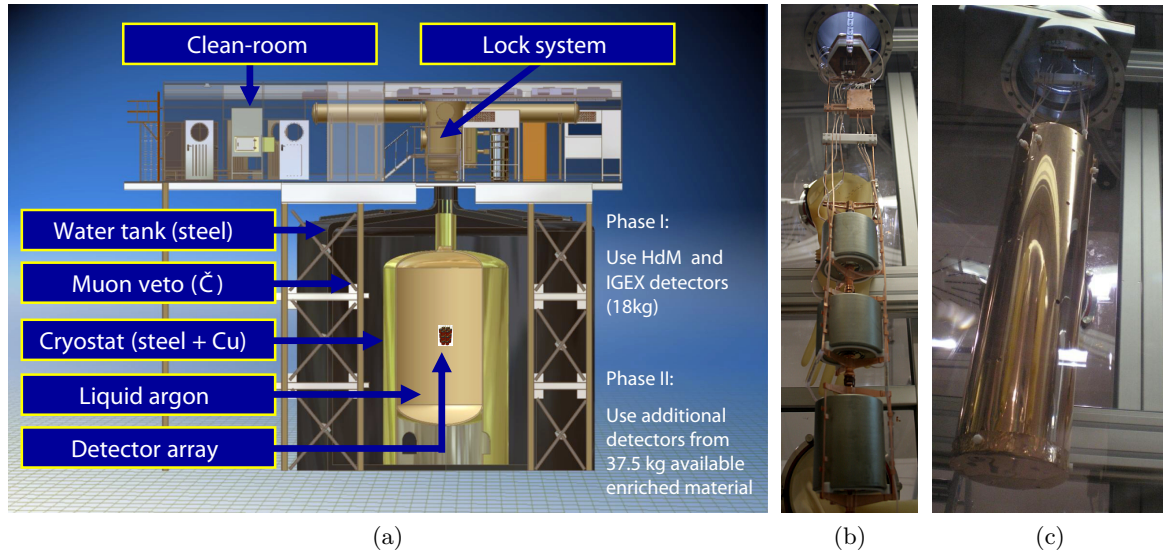 Clean-room
Lock system
Water tank (steel)
Muon veto (Č)
Cryostat (steel + Cu)
Liquid argon
Detector array
Phase I:
Use HdM and
IGEX detectors
(18kg)
Phase II:
Use additional
detectors from
37.5 kg available
enriched material
(a)
(b)
(c)